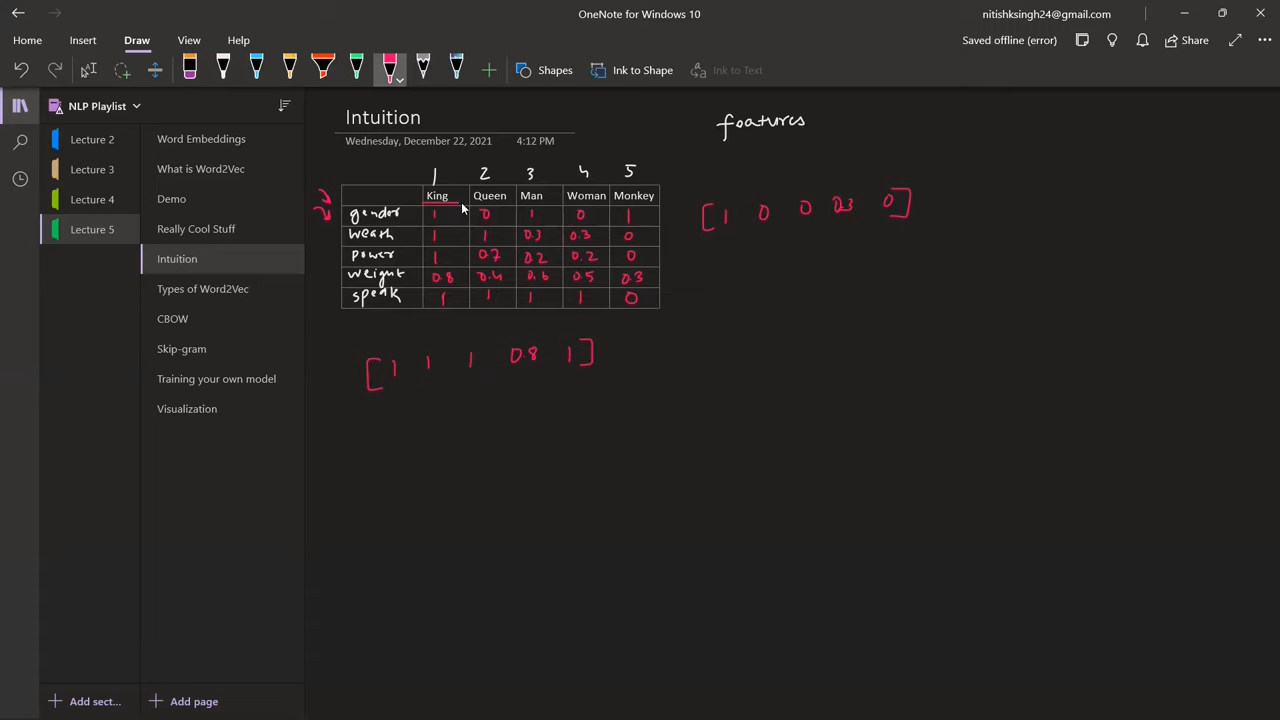 OneNote for Windows 10
nitishksingh24@gmail.com
Home Insert Draw View Help
Saved offline (error)
Share
Shapes
Ink to Shape
Ink to Text
NLP Playlist
Lecture 2
Lecture 3
Lecture 4
Lecture 5
Word Embeddings
What is Word2Vec
Demo
Really Cool Stuff
Intuition
Types of Word2Vec
CBOW
Skip-gram
Training your own model
Visualization
Add sect...
Add page
Intuition
Wednesday, December 22, 2021 4:12 PM
features
1 2 3 4 5
King Queen Man Woman Monkey
gender 1 0 1 0 1
weath 1 1 0.3 0.3 0
power 1 0.7 0.2 0.2 0
weight 0.8 0.4 0.6 0.5 0.3
speak 1 1 1 1 0
[1 0 0 0.3 0]
[1 1 1 0.8 1]